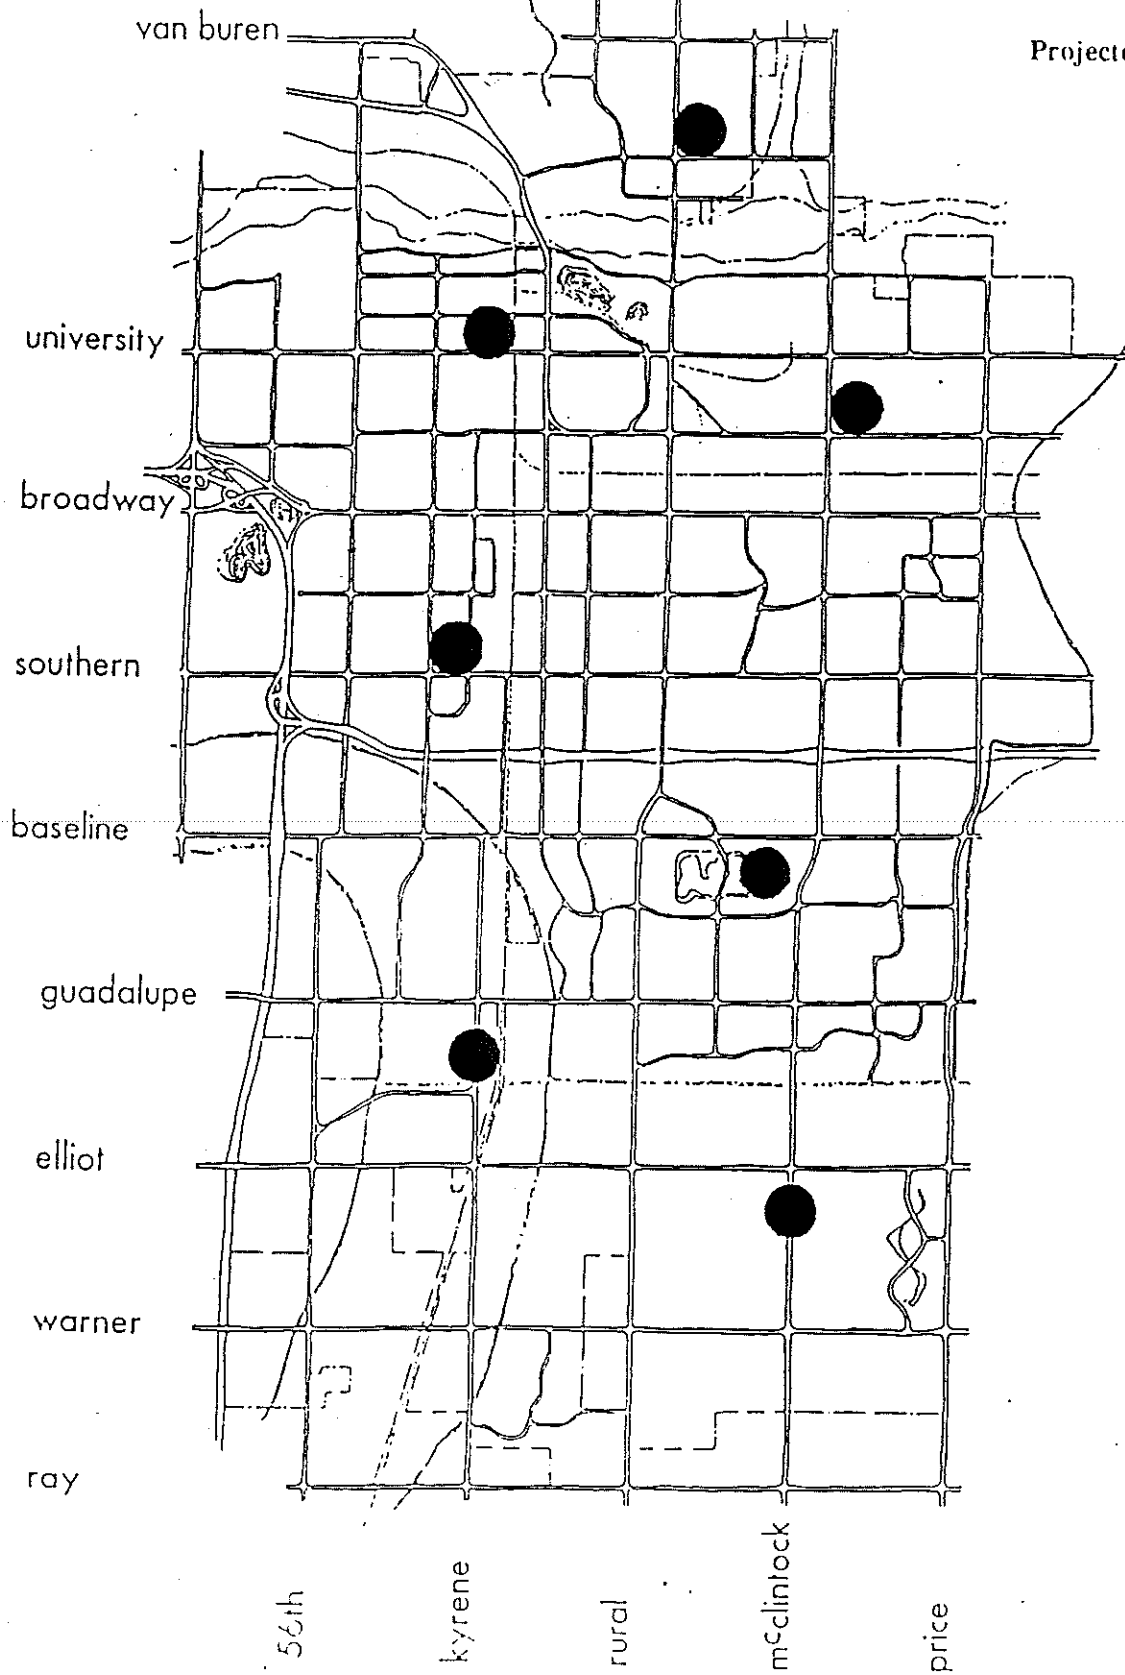 van buren
Projecte
university
broadway
southern
baseline
guadalupe
elliot
warner
ray
56th
kyrene
rural
mcclintock
price